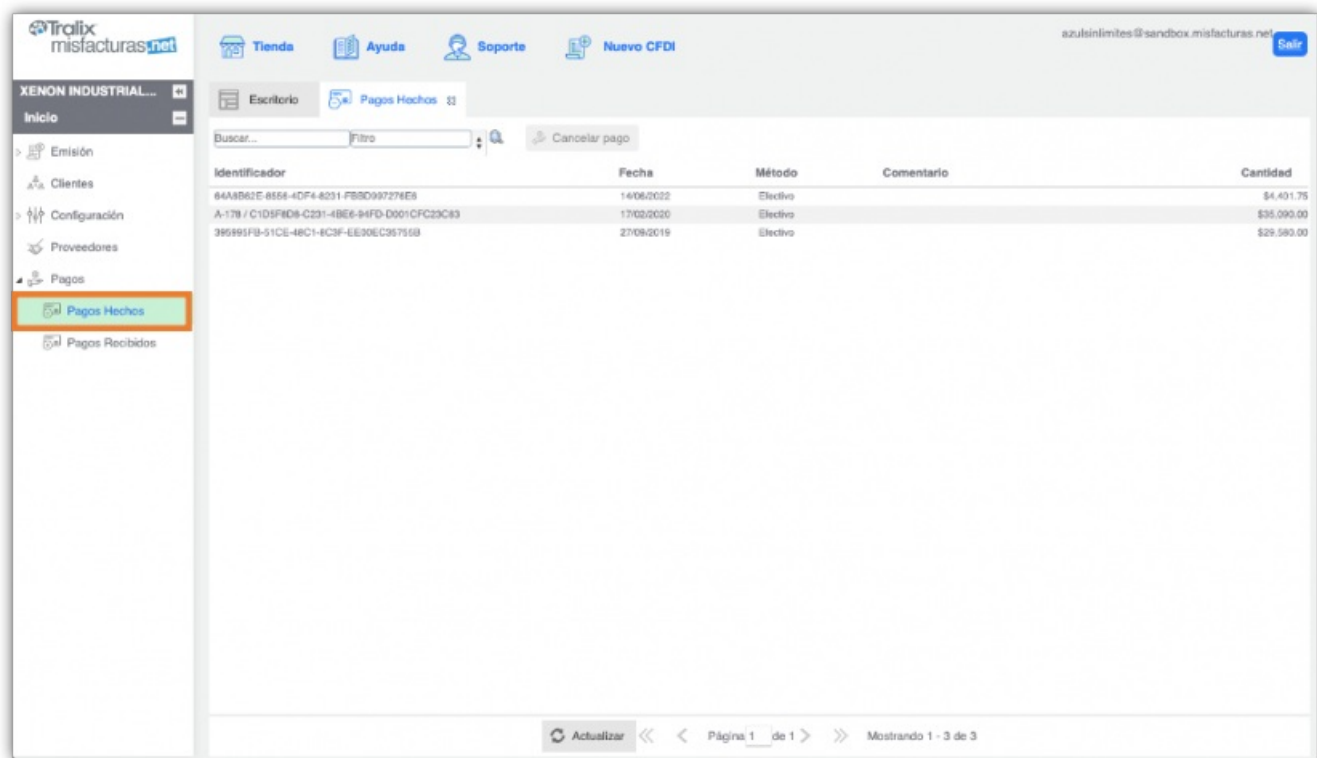 Tralix
misfacturas.net
Tienda
Ayuda
Soporte
Nuevo CFDI
azulsinlimites@sandbox.misfacturas.net
Salir
XENON INDUSTRIAL...
Inicio
Emisión
Clientes
Configuración
Proveedores
Pagos
Pagos Hechos
Pagos Recibidos
Escritorio
Pagos Hechos
Buscar... Filtro
Cancelar pago
Identificador Fecha Método Comentario Cantidad
14/06/2022 Efectivo $4,401.75
17/02/2020 Efectivo $35,090.00
27/09/2019 Efectivo $29,580.00
Actualizar
Página 1 de 1
Mostrando 1 - 3 de 3